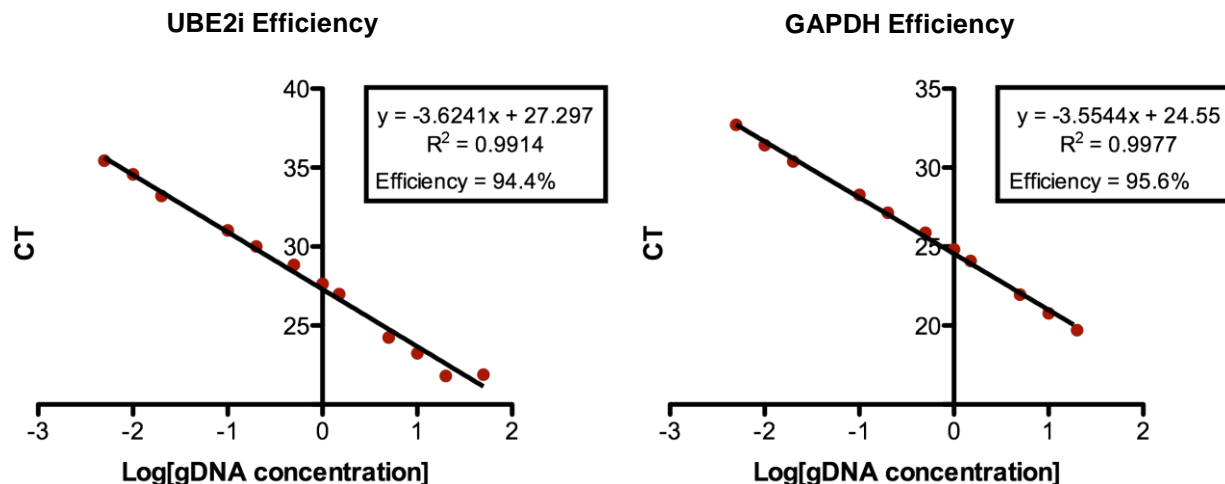 UBE2i Efficiency
40
35
30
25
CT
y = -3.6241x + 27.297
R² = 0.9914
Efficiency = 94.4%
-3 -2 -1 0 1 2
Log[gDNA concentration]
GAPDH Efficiency
35
30
25
20
CT
y = -3.5544x + 24.55
R² = 0.9977
Efficiency = 95.6%
-3 -2 -1 0 1 2
Log[gDNA concentration]